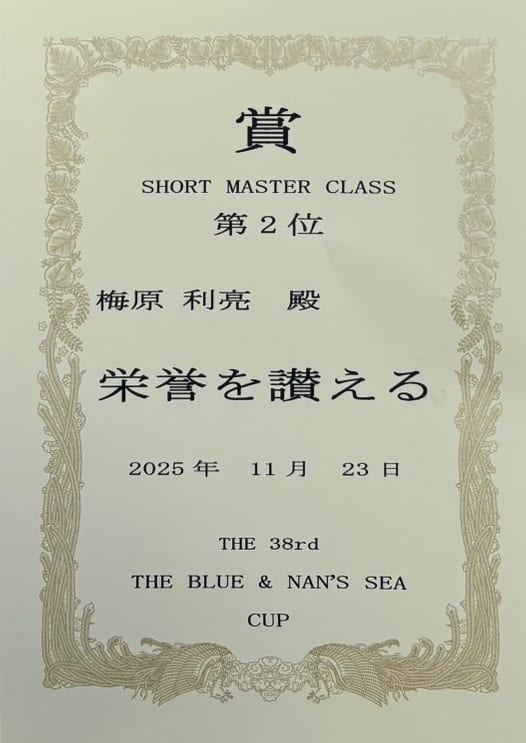 賞
SHORT MASTER CLASS
第2位
梅原 利亮 殿
栄誉を讃える
2025年 11月 23日
THE 38rd
THE BLUE & NAN'S SEA
CUP